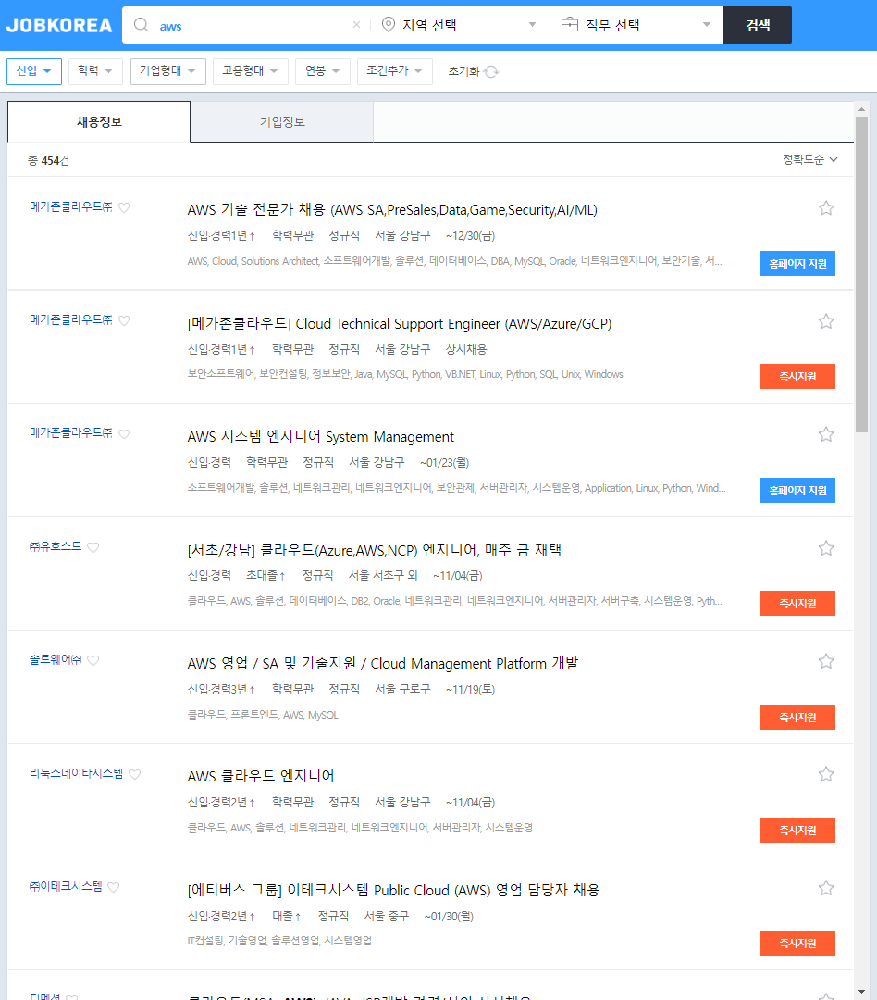 JOBKOREA aws 지역 선택 직무 선택 검색
신입 학력 기업형태 고용형태 연봉 조건추가 초기화
채용정보 기업정보
총 454건 정확도순
메가존클라우드㈜ AWS 기술 전문가 채용 (AWS SA,PreSales,Data,Game,Security,AI/ML)
신입·경력1년↑ 학력무관 정규직 서울 강남구 ~12/30(금)
AWS, Cloud, Solutions Architect, 소프트웨어개발, 솔루션, 데이터베이스, DBA, MySQL, Oracle, 네트워크엔지니어, 보안기술, 서... 홈페이지 지원
메가존클라우드㈜ [메가존클라우드] Cloud Technical Support Engineer (AWS/Azure/GCP)
신입·경력1년↑ 학력무관 정규직 서울 강남구 상시채용
보안소프트웨어, 보안컨설팅, 정보보안, Java, MySQL, Python, VB.NET, Linux, Python, SQL, Unix, Windows 즉시지원
메가존클라우드㈜ AWS 시스템 엔지니어 System Management
신입·경력 학력무관 정규직 서울 강남구 ~01/23(월)
소프트웨어개발, 솔루션, 네트워크관리, 네트워크엔지니어, 보안관제, 서버관리자, 시스템운영, Application, Linux, Python, Wind... 홈페이지 지원
㈜유호스트 [서초/강남] 클라우드(Azure,AWS,NCP) 엔지니어, 매주 금 재택
신입·경력 초대졸↑ 정규직 서울 서초구 외 ~11/04(금)
클라우드, AWS, 솔루션, 데이터베이스, DB2, Oracle, 네트워크관리, 네트워크엔지니어, 서버관리자, 서버구축, 시스템운영, Pyth... 즉시지원
솔트웨어㈜ AWS 영업 / SA 및 기술지원 / Cloud Management Platform 개발
신입·경력3년↑ 학력무관 정규직 서울 구로구 ~11/19(토)
클라우드, 프론트엔드, AWS, MySQL 즉시지원
리눅스데이타시스템 AWS 클라우드 엔지니어
신입·경력2년↑ 학력무관 정규직 서울 강남구 ~11/04(금)
클라우드, AWS, 솔루션, 네트워크관리, 네트워크엔지니어, 서버관리자, 시스템운영 즉시지원
㈜이테크시스템 [에티버스 그룹] 이테크시스템 Public Cloud (AWS) 영업 담당자 채용
신입·경력2년↑ 대졸↑ 정규직 서울 중구 ~01/30(월)
IT컨설팅, 기술영업, 솔루션영업, 시스템영업 즉시지원